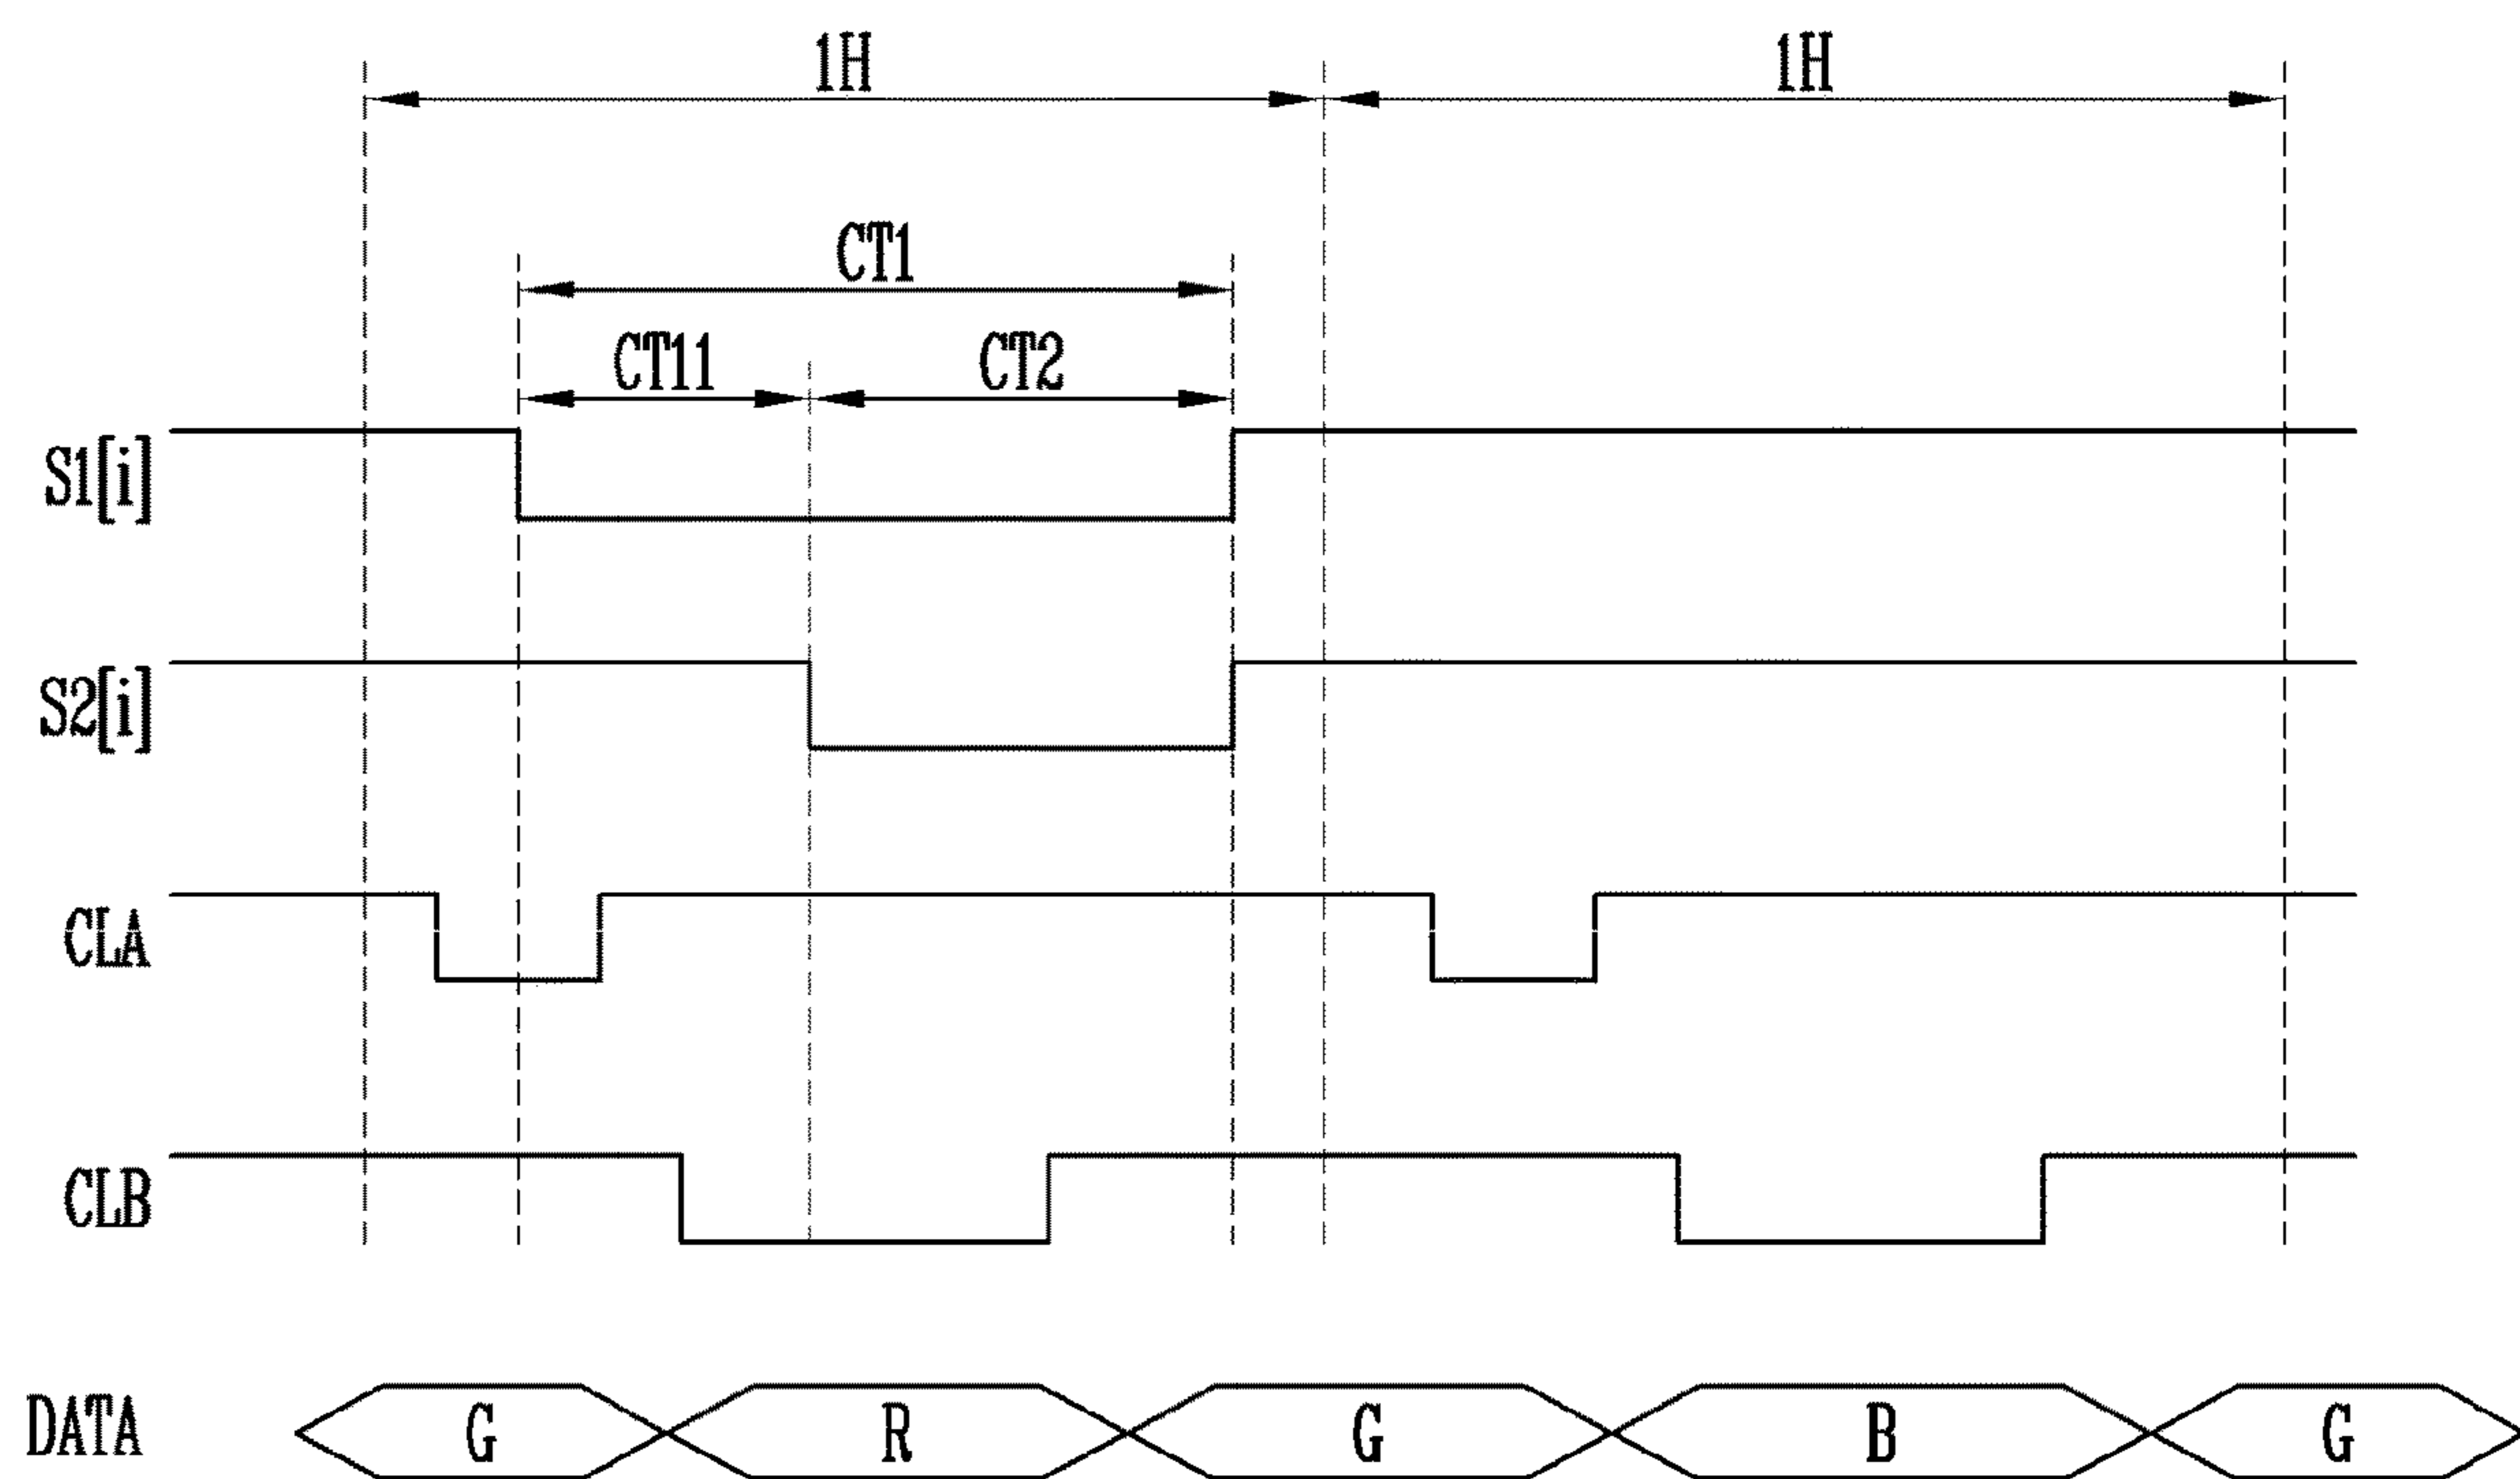 1H 1H
CT1
CT11 CT2
S1[i]
S2[i]
CLA
CLB
DATA G R G B G